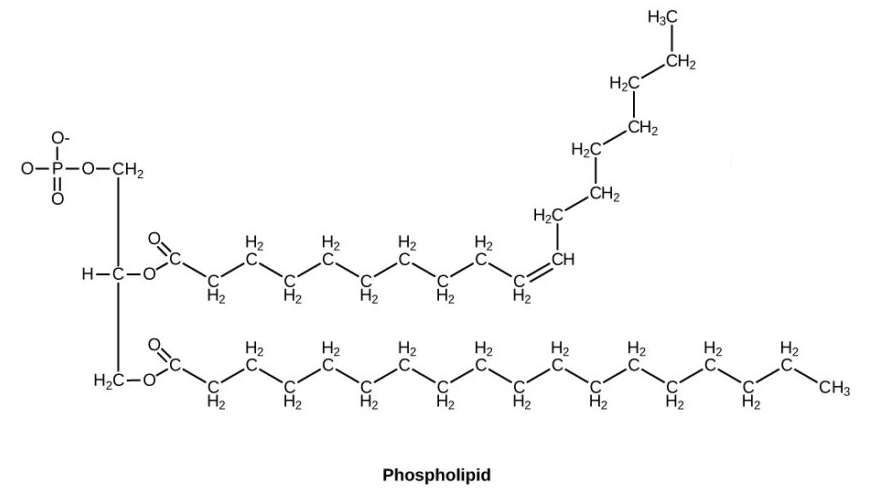 H₃C
CH₂
H₂C
CH₂
O-
H₂C
O-P-O-CH₂
CH₂
O
H₂C
O H₂ H₂ H₂ H₂
C C C C C CH
H-C-O C C C C C
H₂ H₂ H₂ H₂ H₂
O H₂ H₂ H₂ H₂ H₂ H₂ H₂ H₂
C C C C C C C C C
H₂C-O C C C C C C C C CH₃
H₂ H₂ H₂ H₂ H₂ H₂ H₂ H₂
Phospholipid